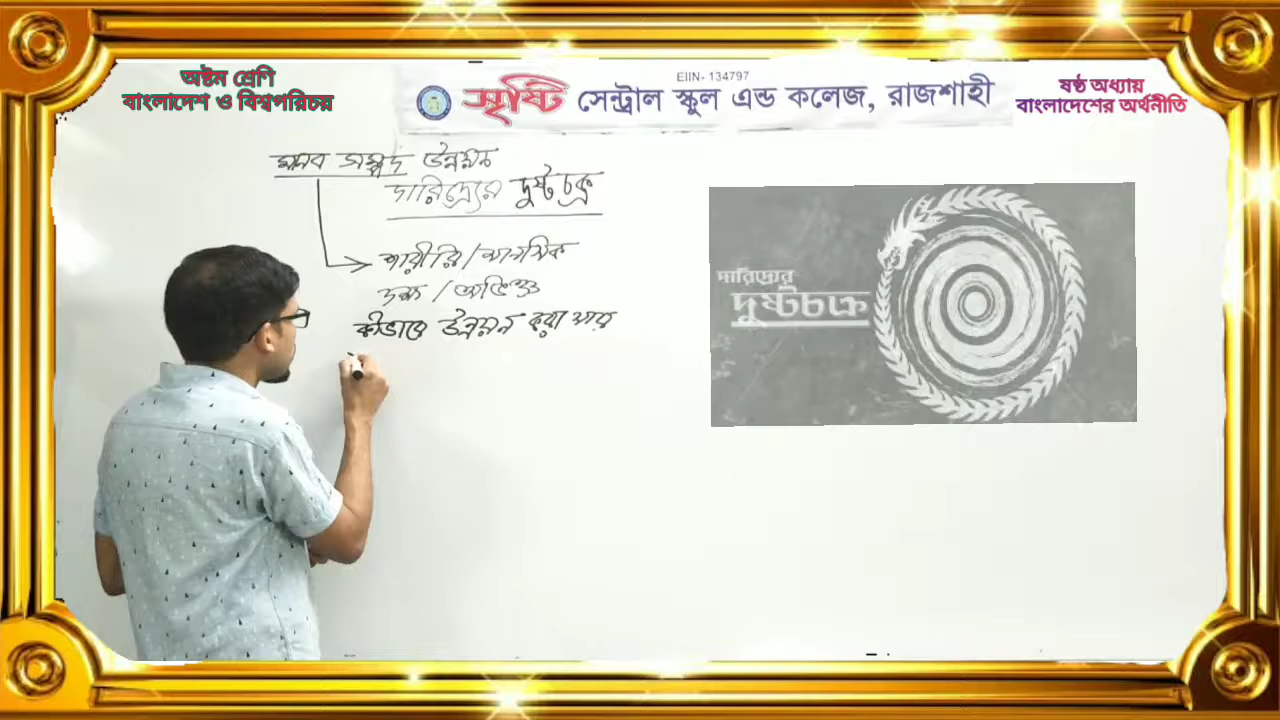 অষ্টম শ্রেণি
বাংলাদেশ ও বিশ্বপরিচয়
EIIN- 134797
সৃষ্টি সেন্ট্রাল স্কুল এন্ড কলেজ, রাজশাহী
ষষ্ঠ অধ্যায়
বাংলাদেশের অর্থনীতি
মানব সম্পদ উন্নয়ন
দারিদ্র্যের দুষ্টচক্র
শারীরি/মানসিক
দক্ষ / অভিজ্ঞ
কীভাবে উন্নয়ন করা যায়
দারিদ্রের
দুষ্টচক্র